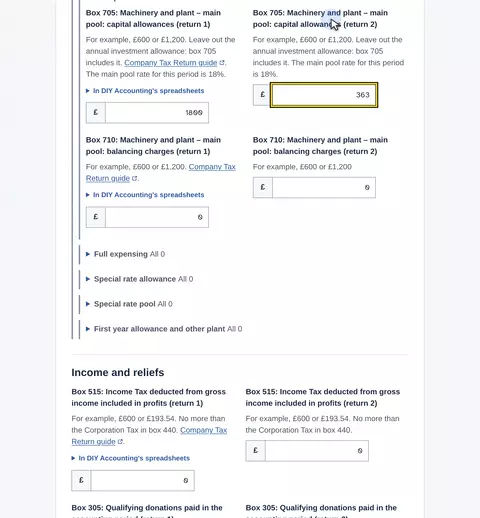 Box 705: Machinery and plant – main
pool: capital allowances (return 1)
For example, £600 or £1,200. Leave out the
annual investment allowance: box 705
includes it. Company Tax Return guide.
The main pool rate for this period is 18%.
In DIY Accounting's spreadsheets
£ 1800
Box 705: Machinery and plant – main
pool: capital allowances (return 2)
For example, £600 or £1,200. Leave out the
annual investment allowance: box 705
includes it. The main pool rate for this period
is 18%.
£ 363
Box 710: Machinery and plant – main
pool: balancing charges (return 1)
For example, £600 or £1,200. Company Tax
Return guide.
In DIY Accounting's spreadsheets
£ 0
Box 710: Machinery and plant – main
pool: balancing charges (return 2)
For example, £600 or £1,200
£ 0
Full expensing All 0
Special rate allowance All 0
Special rate pool All 0
First year allowance and other plant All 0
Income and reliefs
Box 515: Income Tax deducted from gross
income included in profits (return 1)
For example, £600 or £193.54. No more than
the Corporation Tax in box 440. Company Tax
Return guide.
In DIY Accounting's spreadsheets
£ 0
Box 515: Income Tax deducted from gross
income included in profits (return 2)
For example, £600 or £193.54. No more than
the Corporation Tax in box 440.
£ 0
Box 305: Qualifying donations paid in the
Box 305: Qualifying donations paid in the